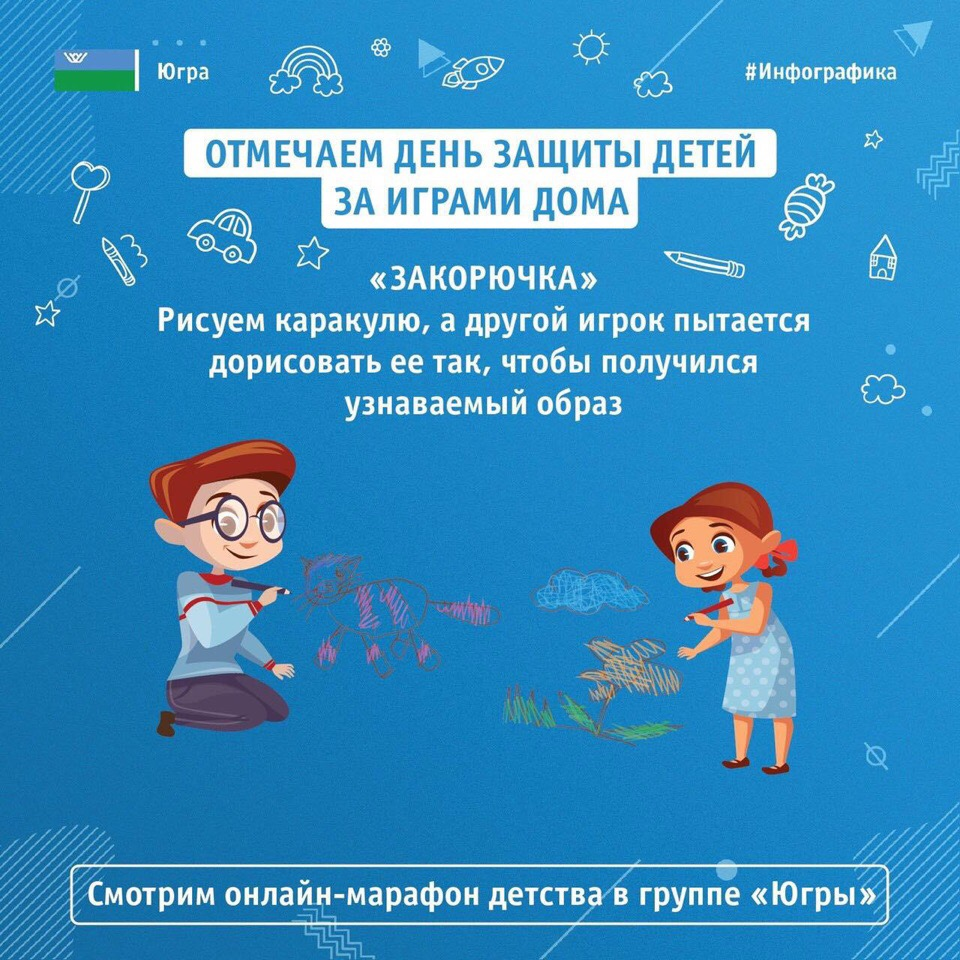 Югра
#Инфографика
ОТМЕЧАЕМ ДЕНЬ ЗАЩИТЫ ДЕТЕЙ
ЗА ИГРАМИ ДОМА
«ЗАКОРЮЧКА»
Рисуем каракулю, а другой игрок пытается
дорисовать ее так, чтобы получился
узнаваемый образ
Смотрим онлайн-марафон детства в группе «Югры»